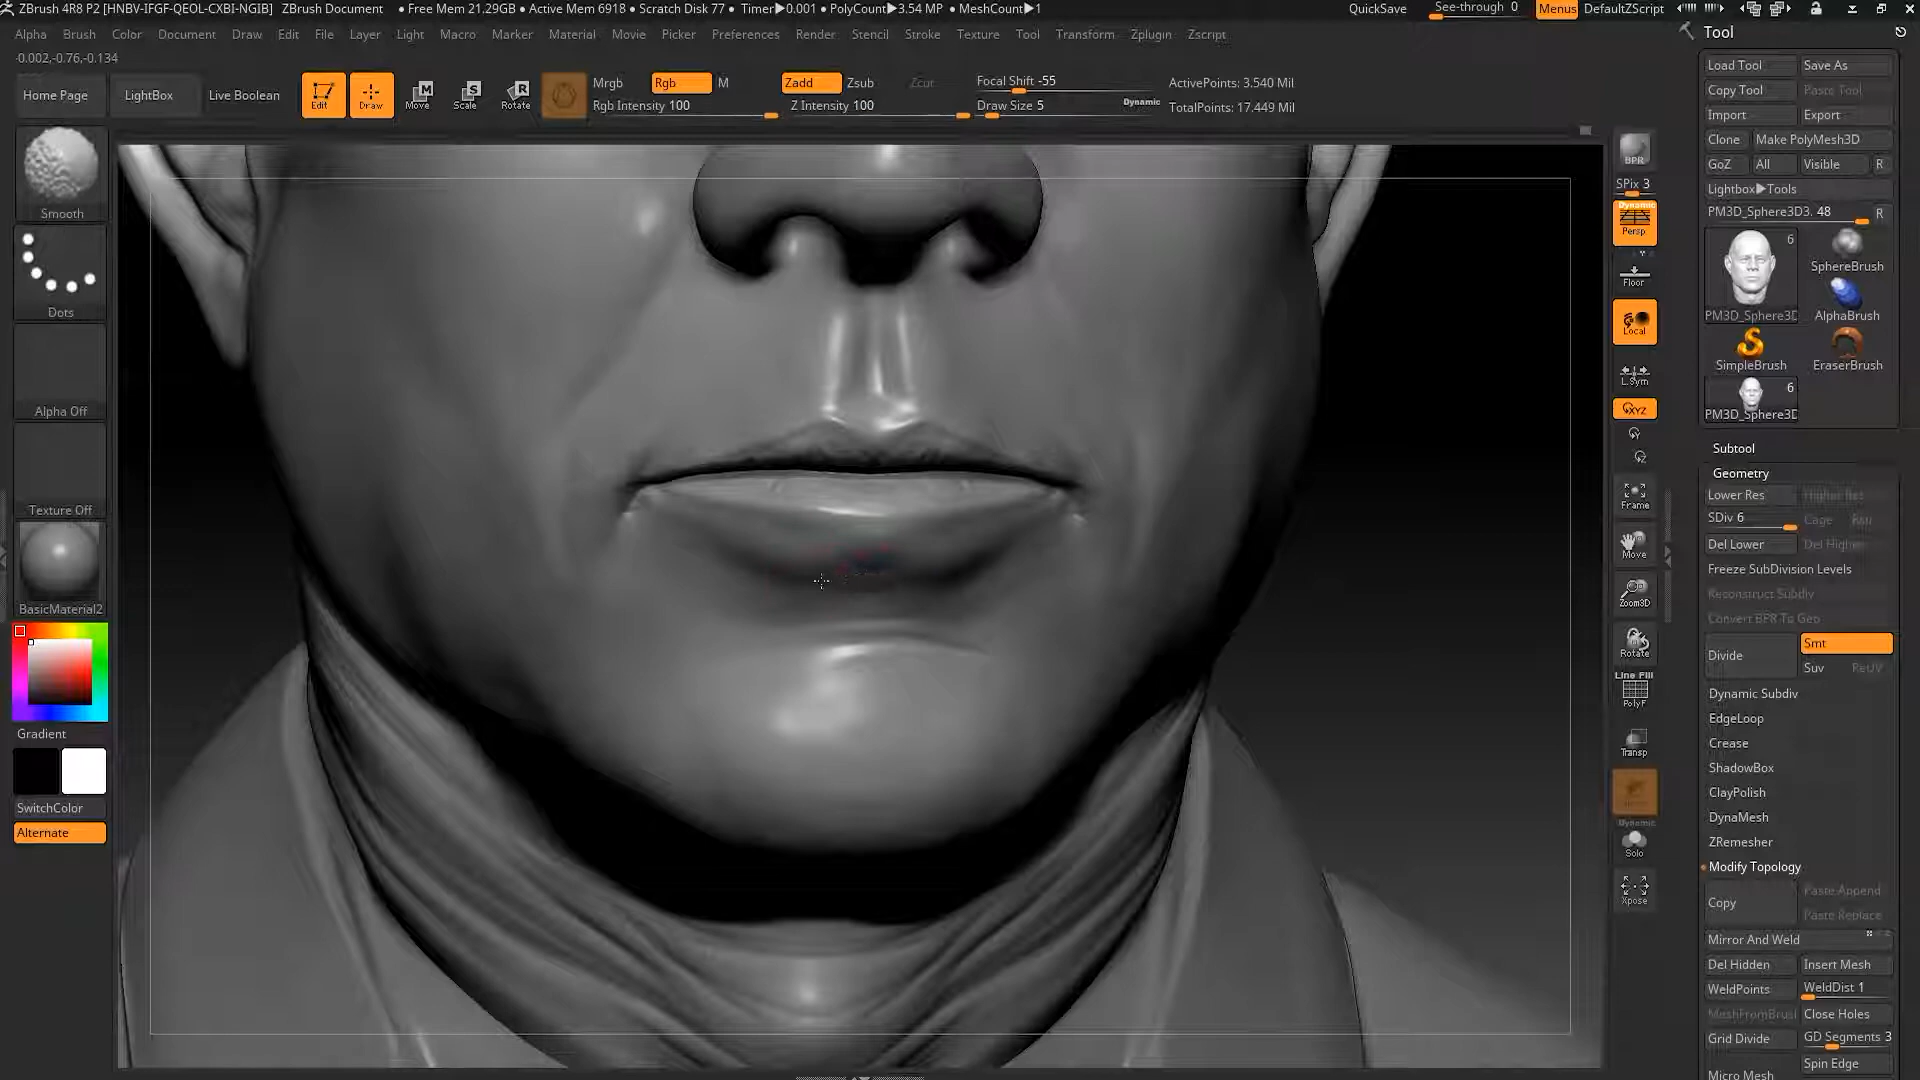 ZBrush 4R8 P2 [HNBV-IFGF-QEOL-CXBI-NGIB] ZBrush Document • Free Mem 21.29GB • Active Mem 6918 • Scratch Disk 77 • Timer▶0.001 • PolyCount▶3.54 MP • MeshCount▶1 QuickSave See-through 0 Menus DefaultZScript
Alpha Brush Color Document Draw Edit File Layer Light Macro Marker Material Movie Picker Preferences Render Stencil Stroke Texture Tool Transform Zplugin Zscript
-0.002,-0.76,-0.134
Home Page LightBox Live Boolean Edit Draw Move Scale Rotate
Mrgb Rgb M Zadd Zsub Zcut Focal Shift -55 ActivePoints: 3.540 Mil
Rgb Intensity 100 Z Intensity 100 Draw Size 5 Dynamic TotalPoints: 17.449 Mil
Smooth
Dots
Alpha Off
Texture Off
BasicMaterial2
Gradient
SwitchColor
Alternate
BPR
SPix 3
Dynamic
Persp
Floor
Local
L.Sym
XYZ
Frame
Move
Zoom3D
Rotate
Line Fill
PolyF
Transp
Dynamic
Solo
Xpose
Tool
Load Tool Save As
Copy Tool Paste Tool
Import Export
Clone Make PolyMesh3D
GoZ All Visible R
Lightbox▶Tools
PM3D_Sphere3D3. 48 R
6
SphereBrush
PM3D_Sphere3D AlphaBrush
SimpleBrush EraserBrush
6
PM3D_Sphere3D
Subtool
Geometry
Lower Res Higher Res
SDiv 6 Cage Rstr
Del Lower Del Higher
Freeze SubDivision Levels
Reconstruct Subdiv
Convert BPR To Geo
Divide Smt
Suv ReUV
Dynamic Subdiv
EdgeLoop
Crease
ShadowBox
ClayPolish
DynaMesh
ZRemesher
Modify Topology
Copy Paste Append
Paste Replace
Mirror And Weld
Del Hidden Insert Mesh
WeldPoints WeldDist 1
MeshFromBrus Close Holes
Grid Divide GD Segments 3
Micro Mesh Spin Edge